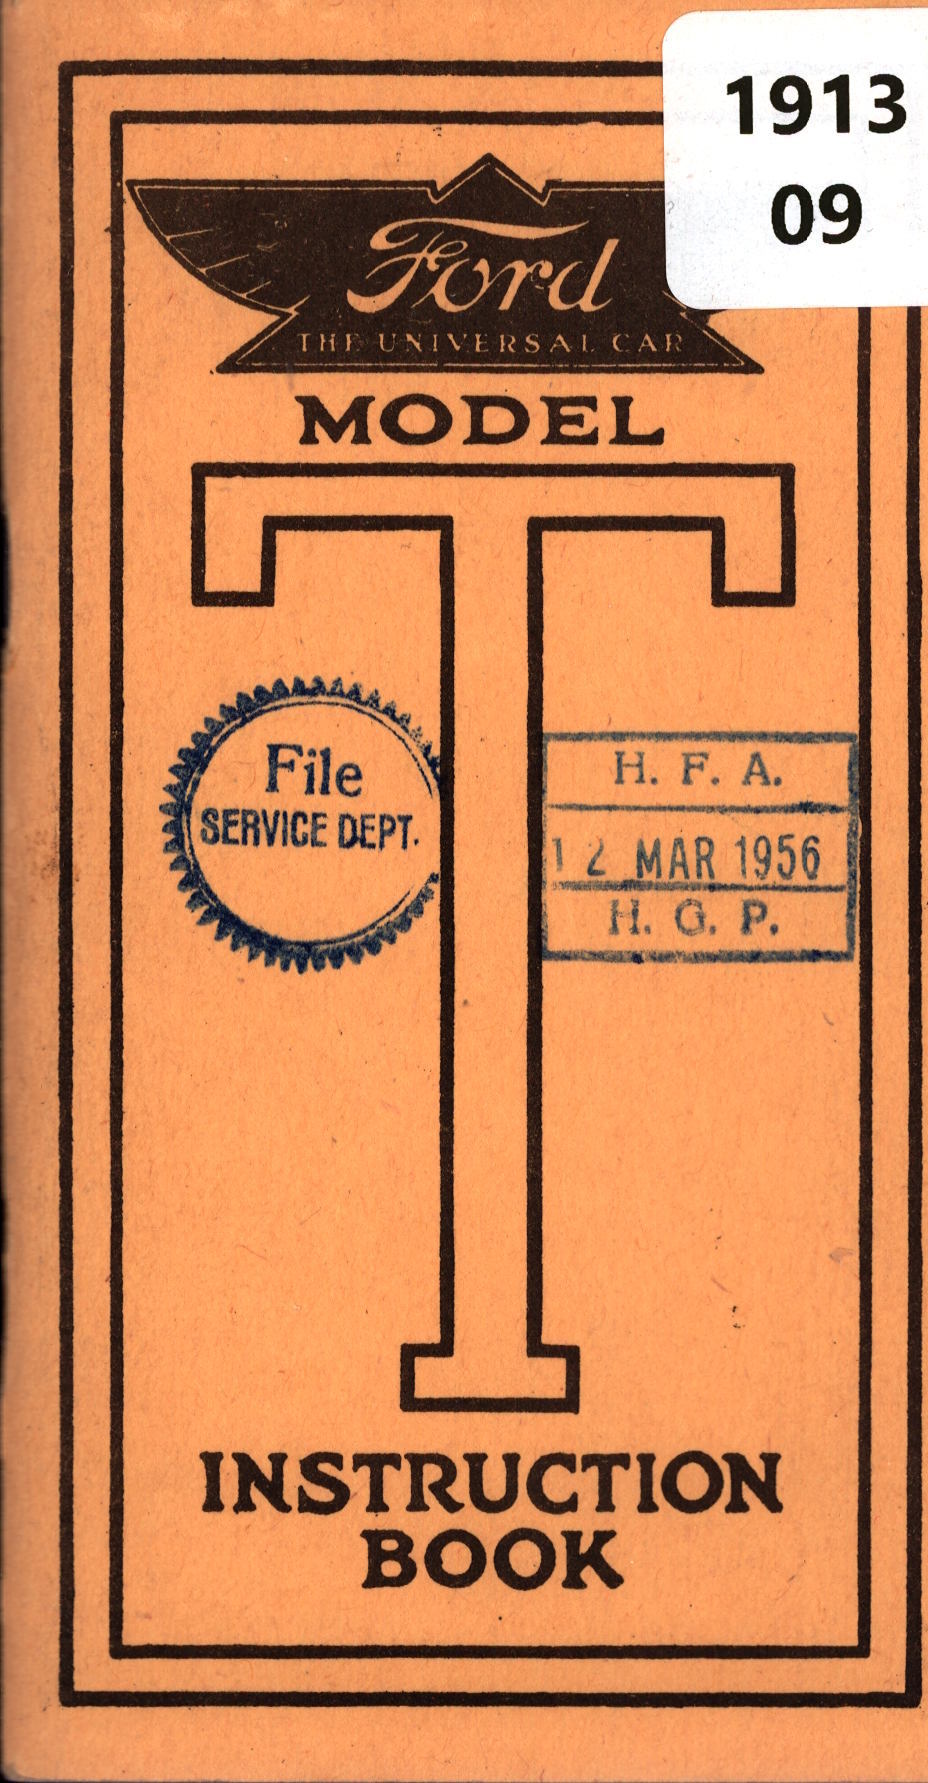 1913
09
Ford
THE UNIVERSAL CAR
MODEL
T
File
SERVICE DEPT.
H. F. A.
12 MAR 1956
H. G. P.
INSTRUCTION
BOOK